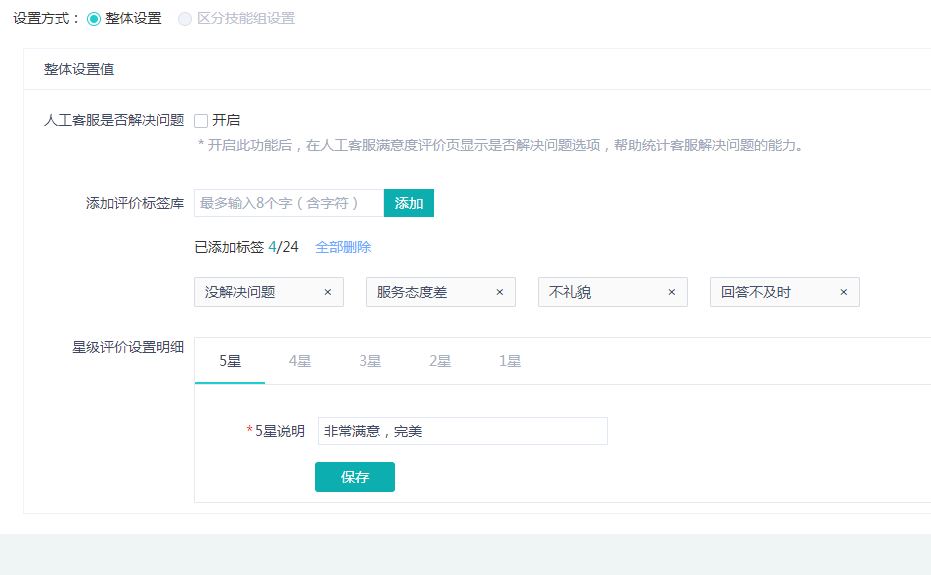 设置方式： 整体设置 区分技能组设置
整体设置值
人工客服是否解决问题 开启
* 开启此功能后，在人工客服满意度评价页显示是否解决问题选项，帮助统计客服解决问题的能力。
添加评价标签库 最多输入8个字（含字符） 添加
已添加标签 4/24 全部删除
没解决问题 × 服务态度差 × 不礼貌 × 回答不及时 ×
星级评价设置明细 5星 4星 3星 2星 1星
*5星说明 非常满意，完美
保存